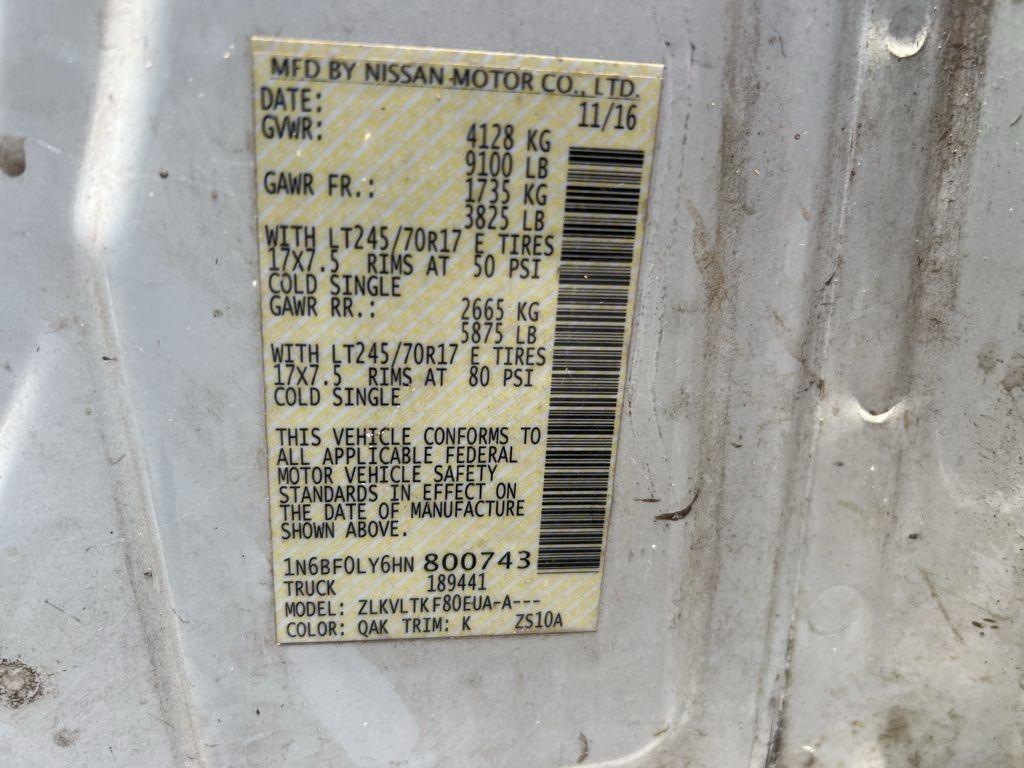 MFD BY NISSAN MOTOR CO., LTD.
DATE: 11/16
GVWR: 4128 KG
9100 LB
GAWR FR.: 1735 KG
3825 LB
WITH LT245/70R17 E TIRES
17X7.5 RIMS AT 50 PSI
COLD SINGLE
GAWR RR.: 2665 KG
5875 LB
WITH LT245/70R17 E TIRES
17X7.5 RIMS AT 80 PSI
COLD SINGLE
THIS VEHICLE CONFORMS TO
ALL APPLICABLE FEDERAL
MOTOR VEHICLE SAFETY
STANDARDS IN EFFECT ON
THE DATE OF MANUFACTURE
SHOWN ABOVE.
1N6BF0LY6HN 800743
TRUCK 189441
MODEL: ZLKVLTKF80EUA-A---
COLOR: QAK TRIM: K ZS10A